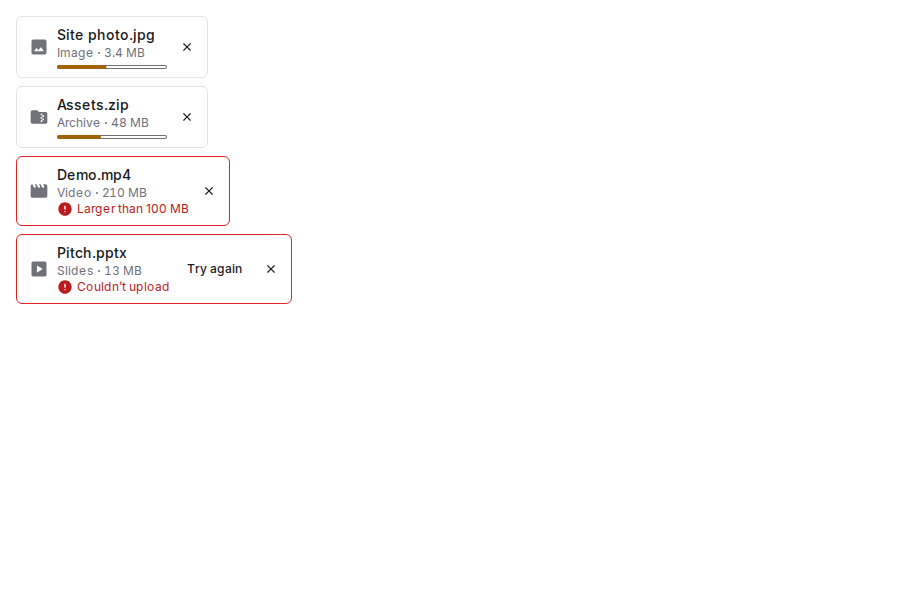 Site photo.jpg
Image · 3.4 MB
Assets.zip
Archive · 48 MB
Demo.mp4
Video · 210 MB
Larger than 100 MB
Pitch.pptx
Slides · 13 MB
Couldn’t upload
Try again